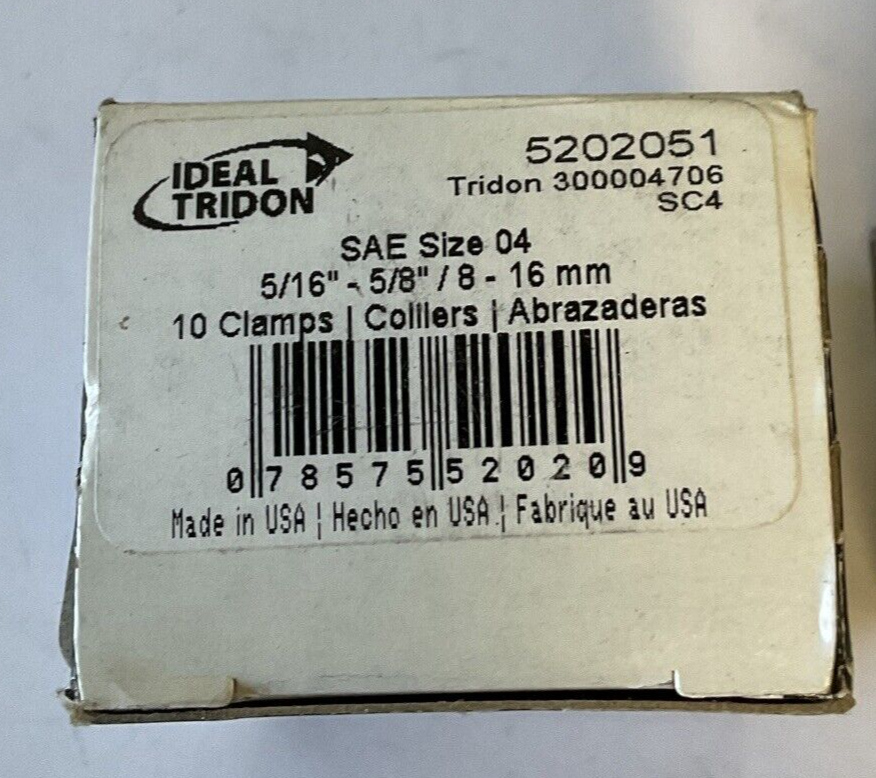 IDEAL
TRIDON
5202051
Tridon 300004706
SC4
SAE Size 04
5/16" - 5/8" / 8 - 16 mm
10 Clamps | Colliers | Abrazaderas
0 78575 52020 9
Made in USA ¦ Hecho en USA ¦ Fabrique au USA